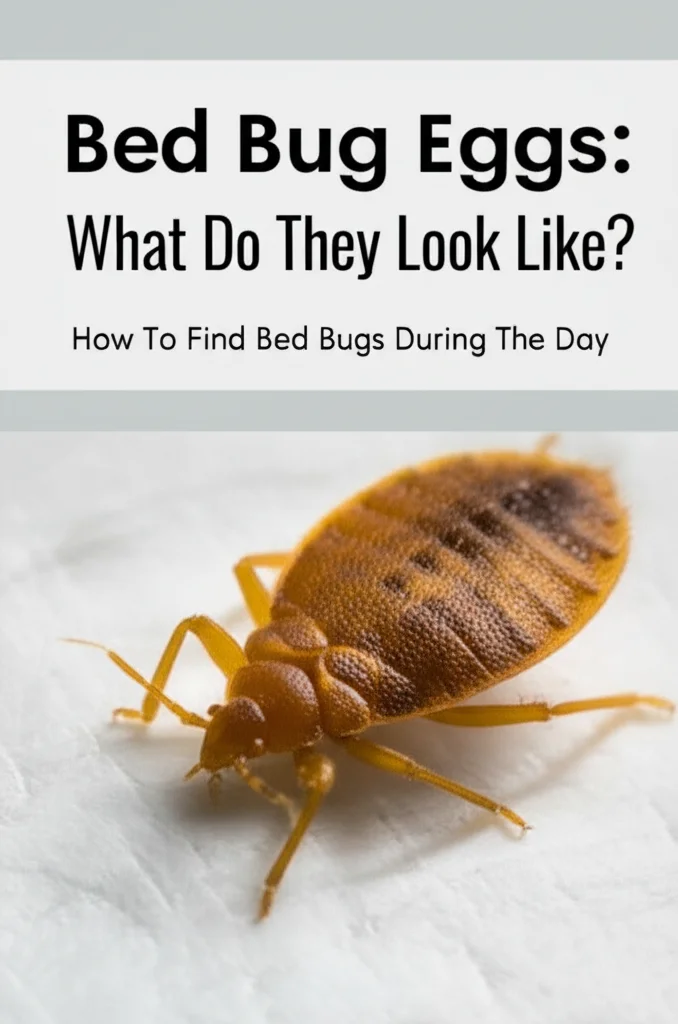 Bed Bug Eggs:
What Do They Look Like?
How To Find Bed Bugs During The Day